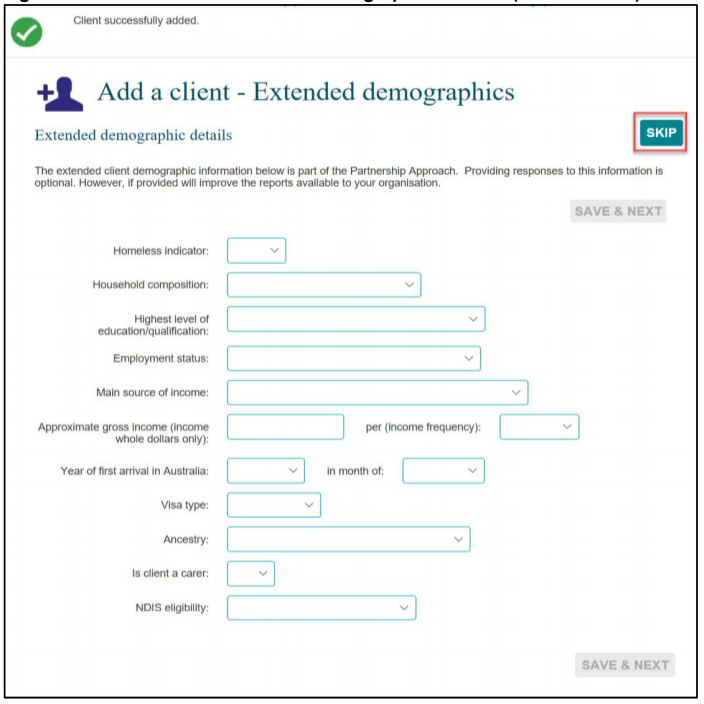 Client successfully added.
Add a client - Extended demographics
Extended demographic details
SKIP
The extended client demographic information below is part of the Partnership Approach. Providing responses to this information is
optional. However, if provided will improve the reports available to your organisation.
SAVE & NEXT
Homeless indicator:
Household composition:
Highest level of
education/qualification:
Employment status:
Main source of income:
Approximate gross income (income
whole dollars only):
per (income frequency):
Year of first arrival in Australia:
in month of:
Visa type:
Ancestry:
Is client a carer:
NDIS eligibility:
SAVE & NEXT